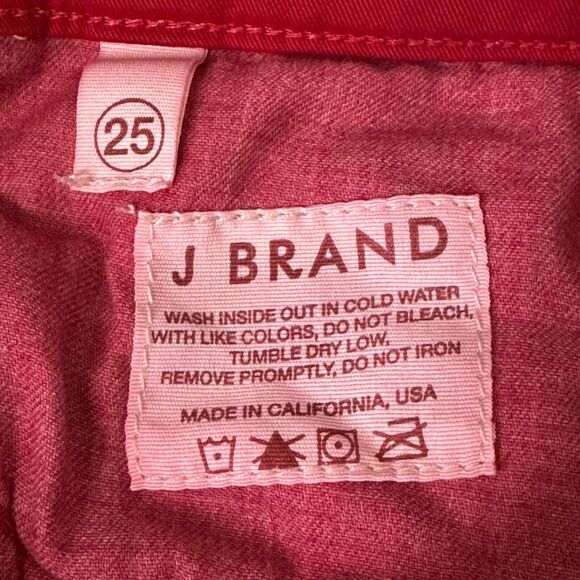 25
J BRAND
WASH INSIDE OUT IN COLD WATER
WITH LIKE COLORS, DO NOT BLEACH,
TUMBLE DRY LOW,
REMOVE PROMPTLY, DO NOT IRON
MADE IN CALIFORNIA, USA